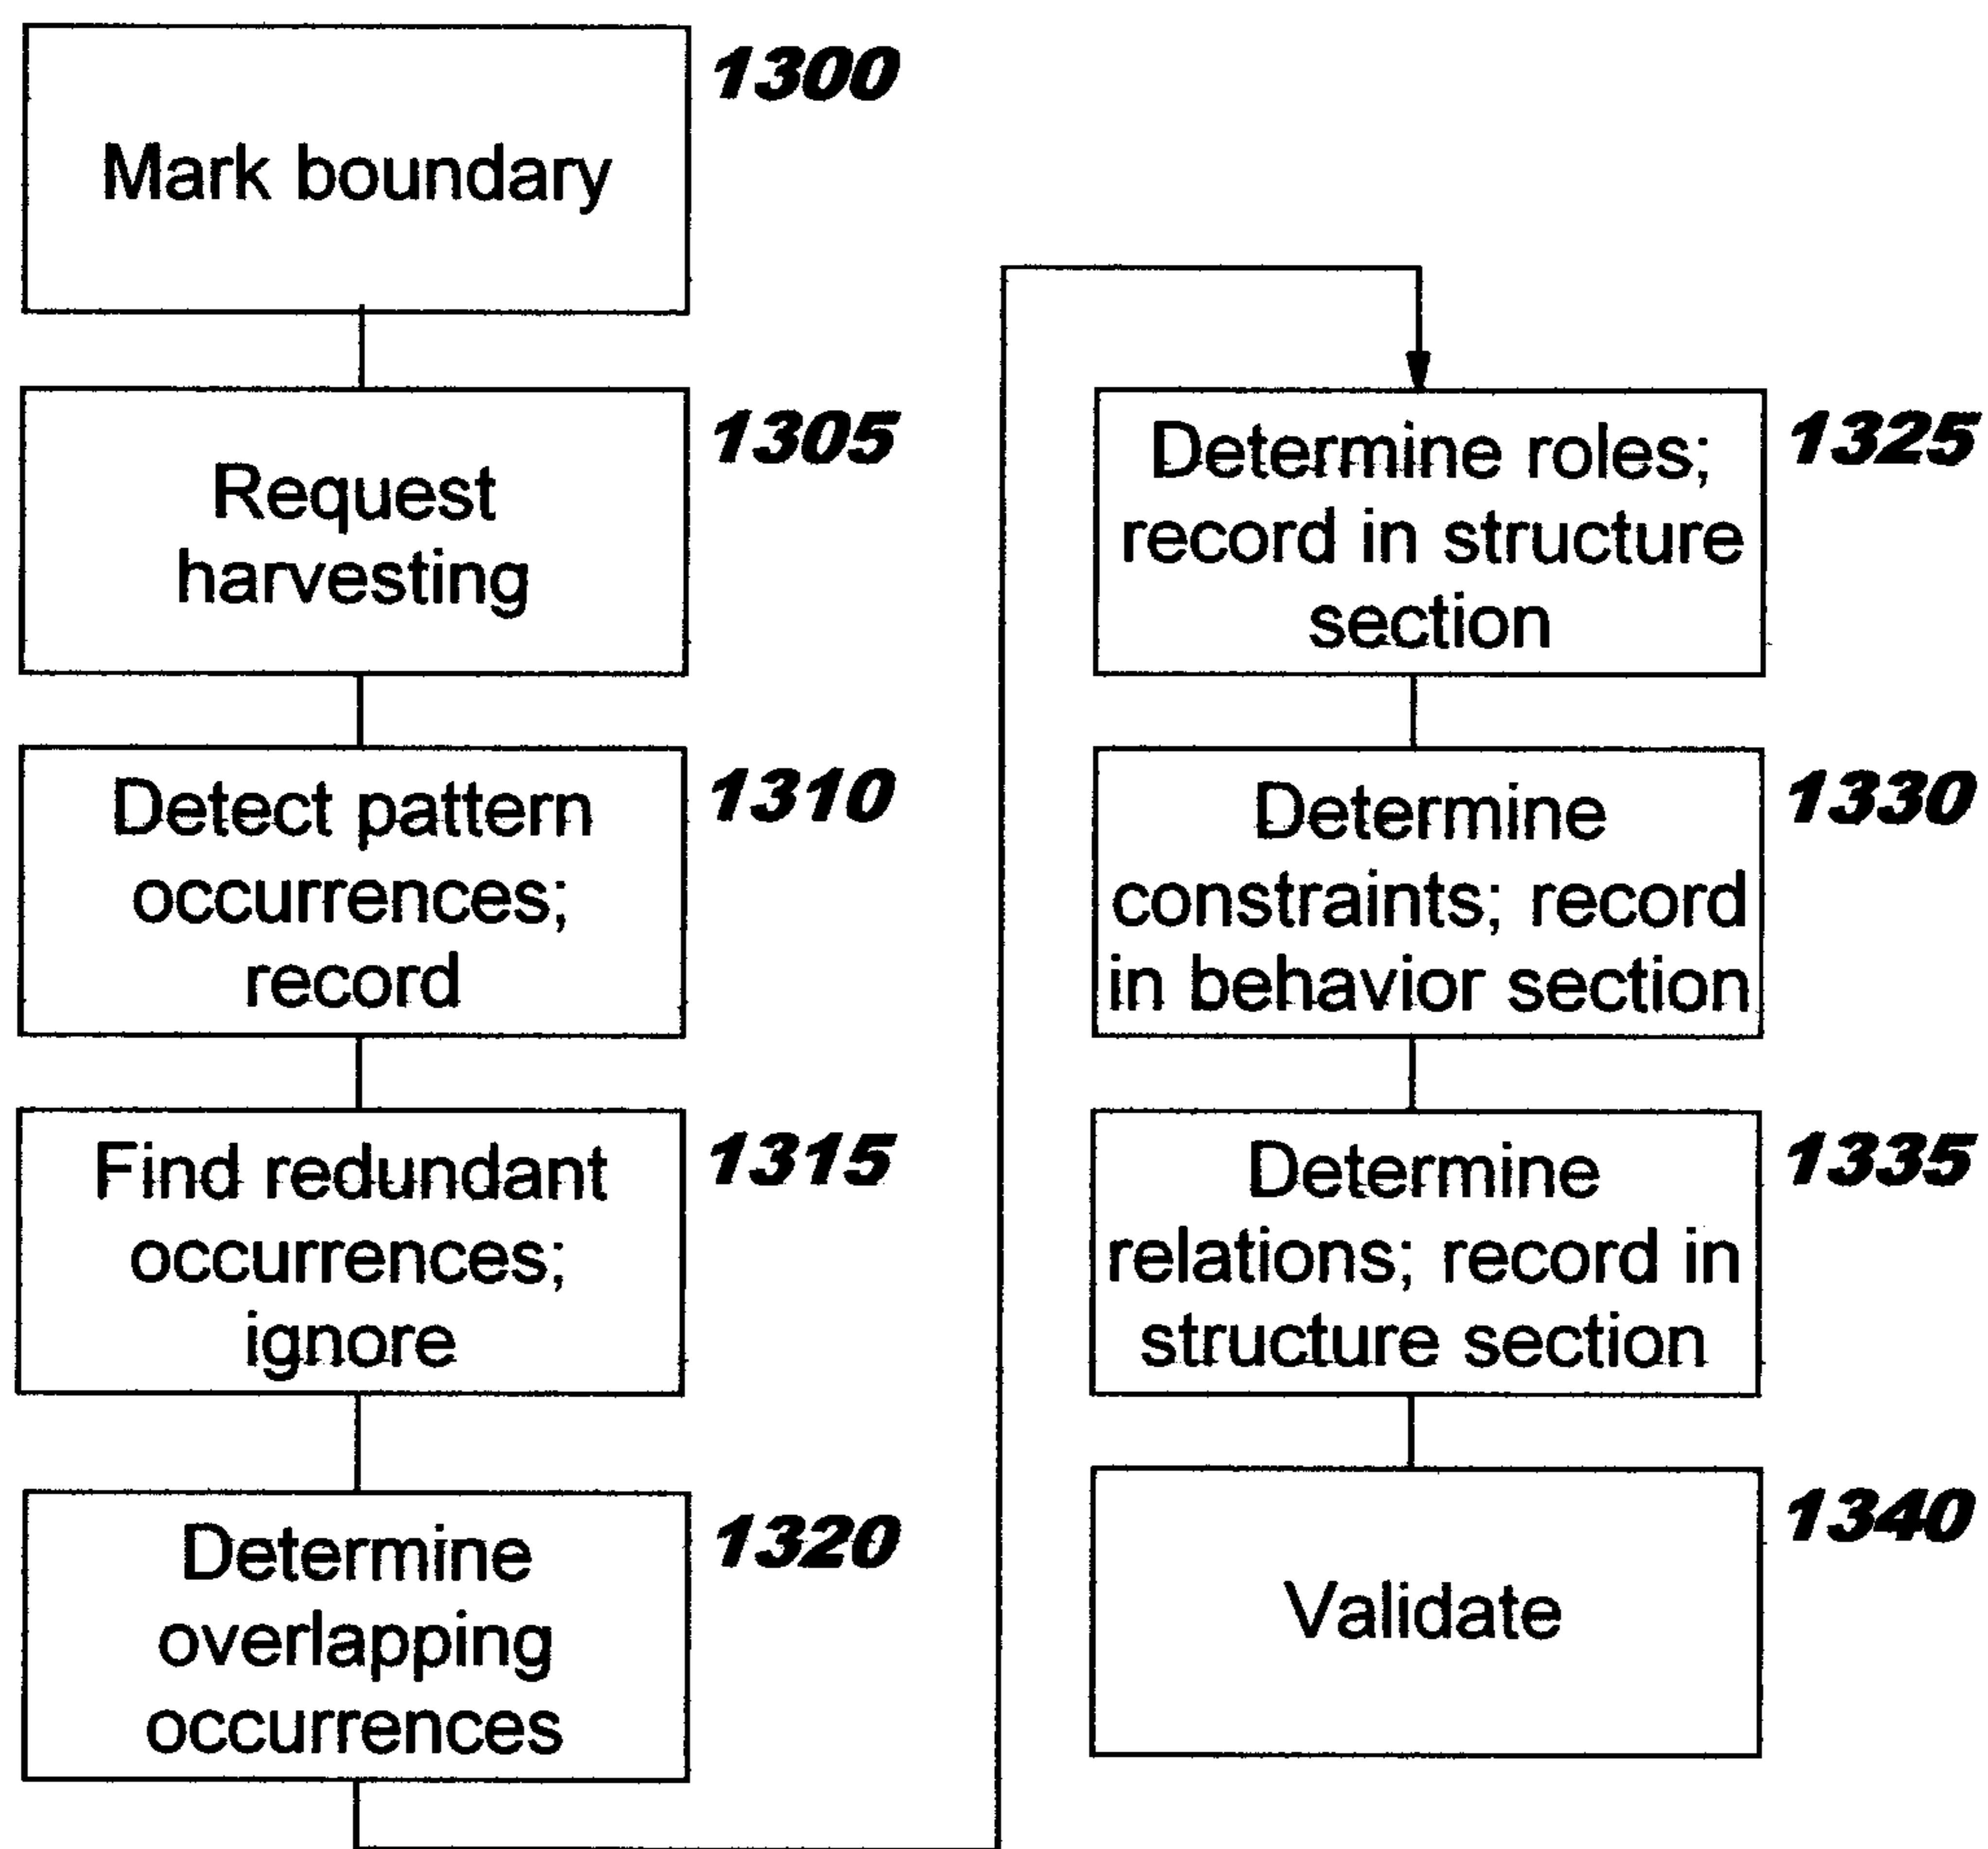 1300
Mark boundary
1305
Request
harvesting
1310
Detect pattern
occurrences;
record
1315
Find redundant
occurrences;
ignore
1320
Determine
overlapping
occurrences
1325
Determine roles;
record in structure
section
1330
Determine
constraints; record
in behavior section
1335
Determine
relations; record in
structure section
1340
Validate